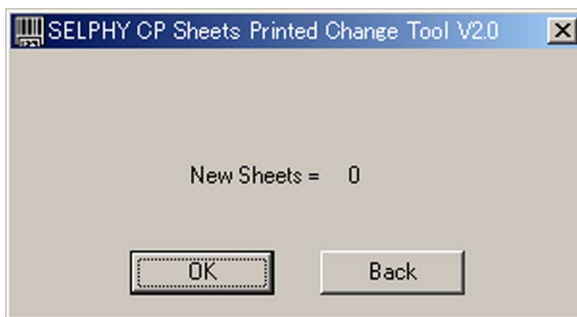 SELPHY CP Sheets Printed Change Tool V2.0
New Sheets = 0
OK
Back